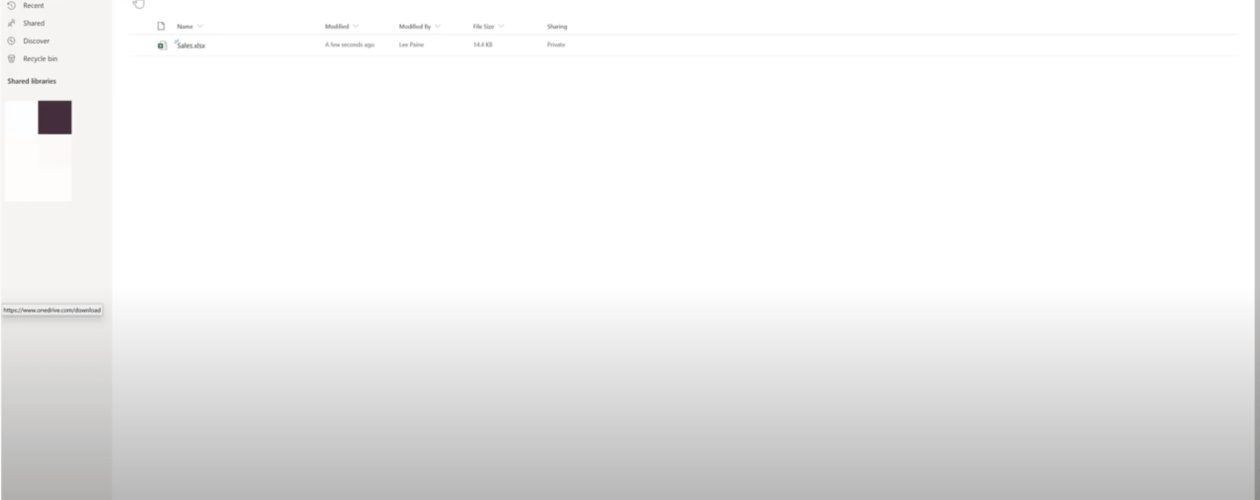 Recent
Shared
Discover
Recycle bin
Shared libraries
https://www.onedrive.com/download
Name Modified Modified By File Size Sharing
Sales.xlsx A few seconds ago Lee Paine 14.4 KB Private